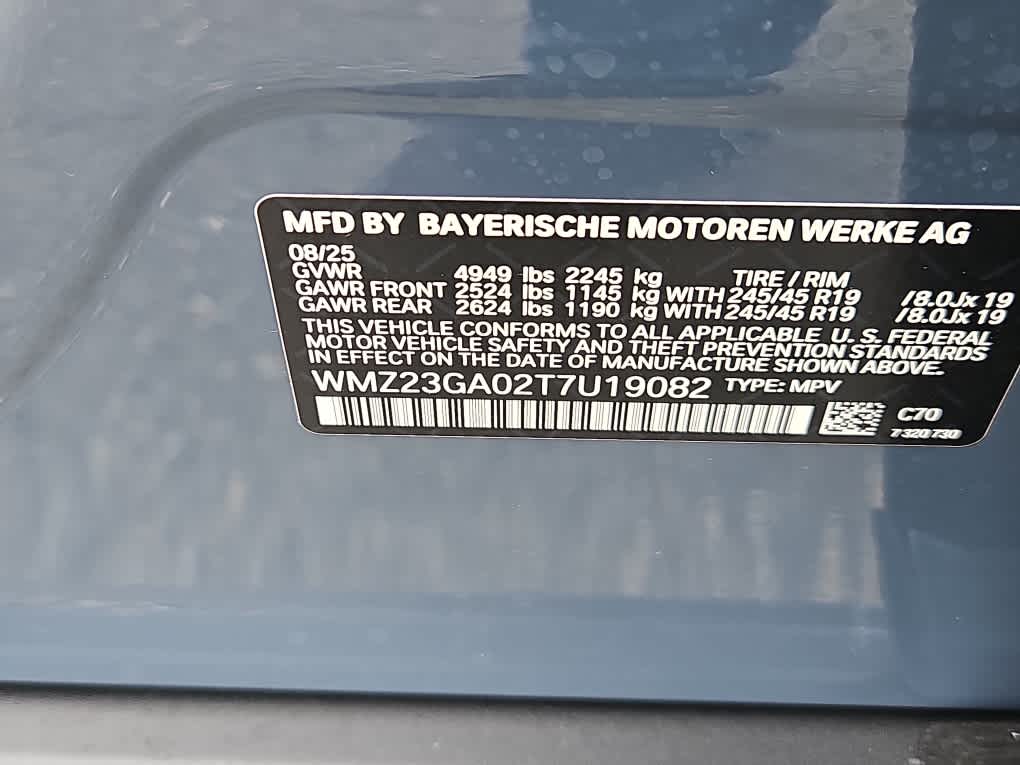 MFD BY BAYERISCHE MOTOREN WERKE AG
08/25
GVWR 4949 lbs 2245 kg TIRE / RIM
GAWR FRONT 2524 lbs 1145 kg WITH 245/45 R19 /8.0Jx 19
GAWR REAR 2624 lbs 1190 kg WITH 245/45 R19 /8.0Jx 19
THIS VEHICLE CONFORMS TO ALL APPLICABLE U. S. FEDERAL
MOTOR VEHICLE SAFETY AND THEFT PREVENTION STANDARDS
IN EFFECT ON THE DATE OF MANUFACTURE SHOWN ABOVE.
WMZ23GA02T7U19082 TYPE: MPV
C70
7 320 730